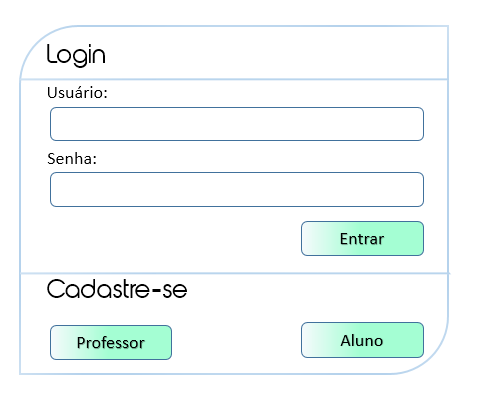 Login
Usuário:
Senha:
Entrar
Cadastre-se
Professor
Aluno